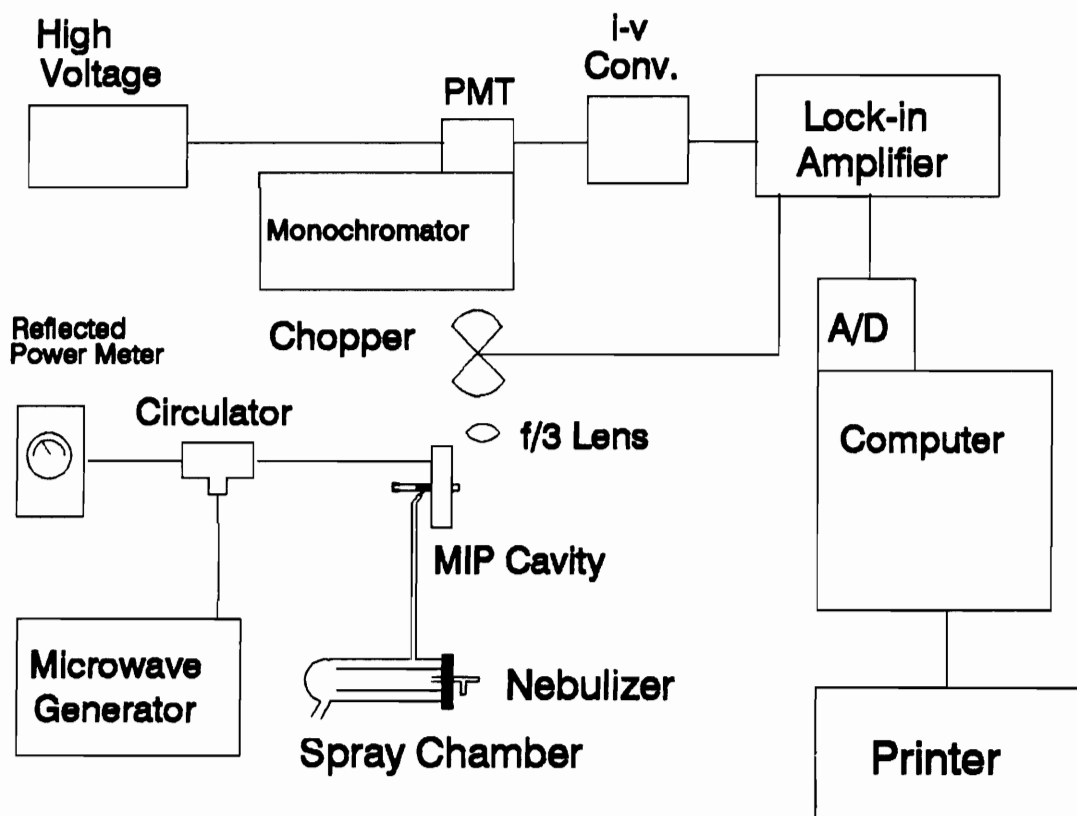 High
Voltage
PMT
i-v
Conv.
Lock-in
Amplifier
Monochromator
Reflected
Power Meter
Chopper
A/D
Circulator
f/3 Lens
Computer
MIP Cavity
Microwave
Generator
Nebulizer
Spray Chamber
Printer